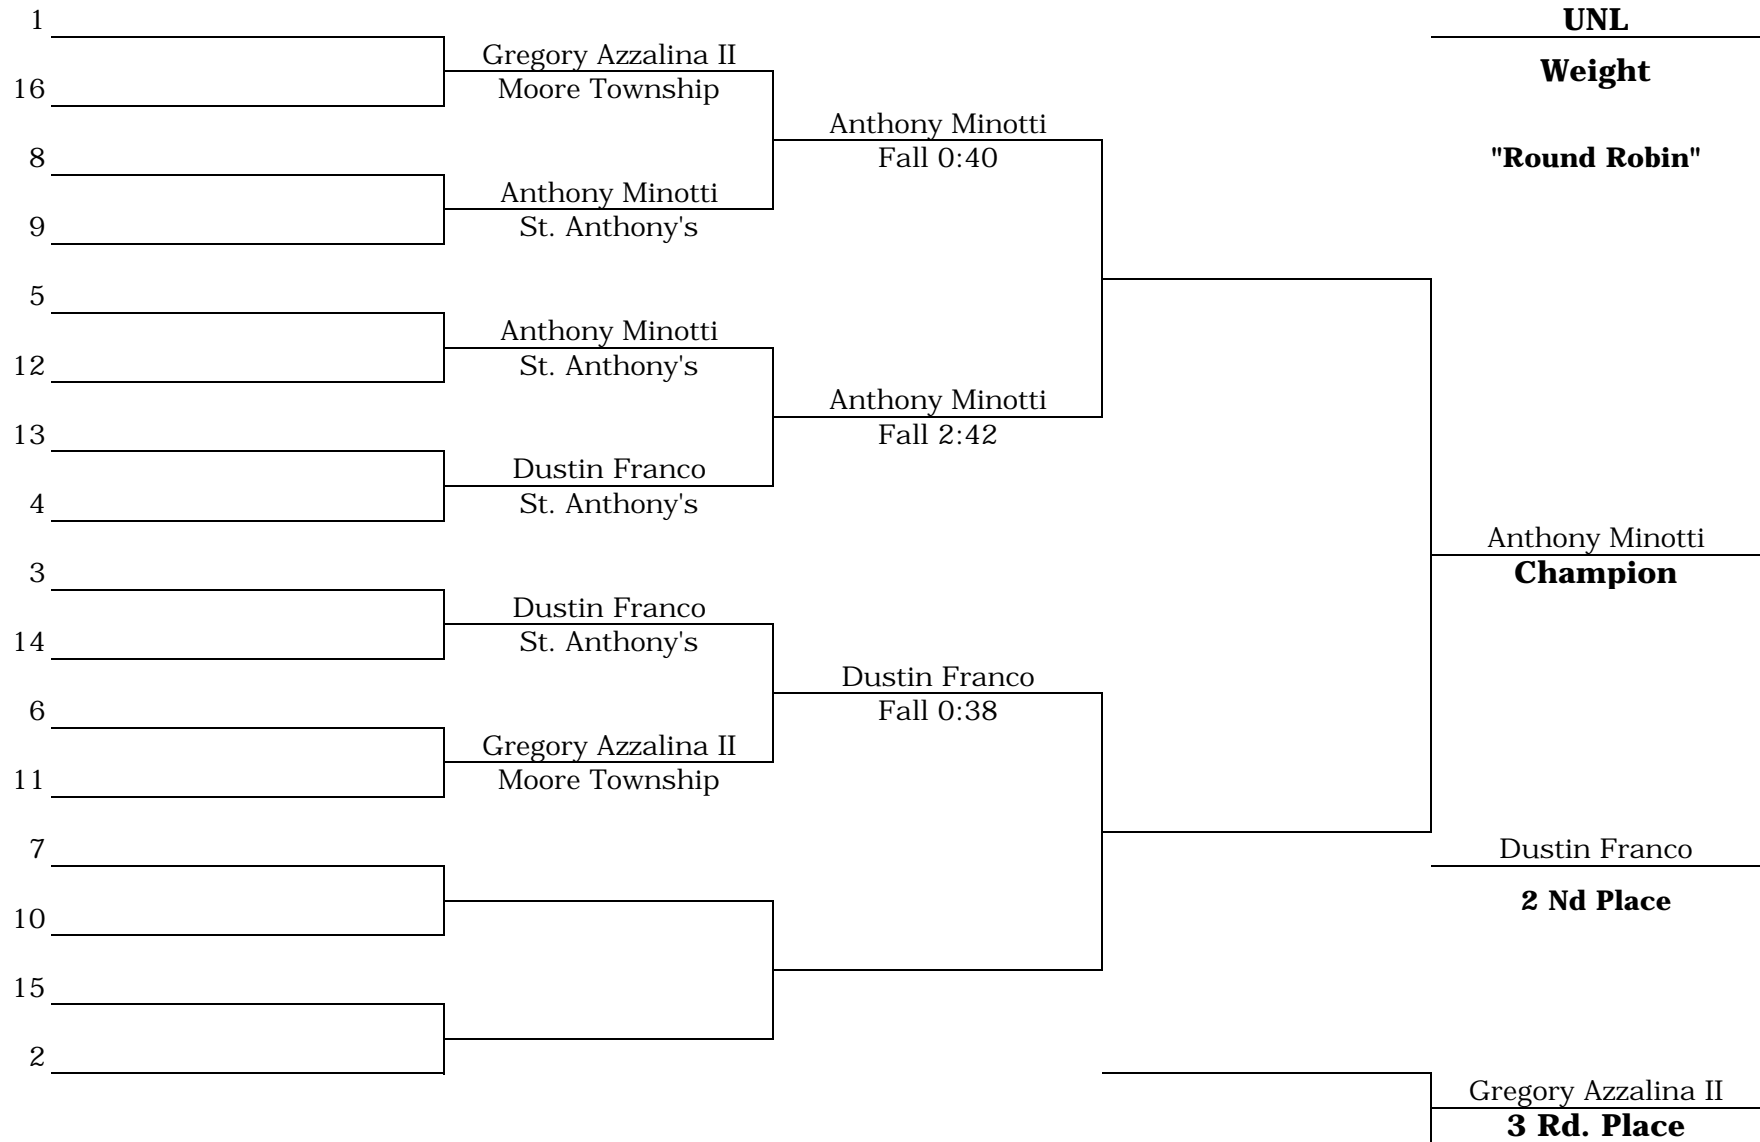 1
UNL
Gregory Azzalina II
Weight
16
Moore Township
Anthony Minotti
8
Fall 0:40
"Round Robin"
Anthony Minotti
9
St. Anthony's
5
Anthony Minotti
12
St. Anthony's
Anthony Minotti
13
Fall 2:42
Dustin Franco
4
St. Anthony's
Anthony Minotti
3
Champion
Dustin Franco
14
St. Anthony's
Dustin Franco
6
Fall 0:38
Gregory Azzalina II
11
Moore Township
7
Dustin Franco
10
2 Nd Place
15
2
Gregory Azzalina II
3 Rd. Place